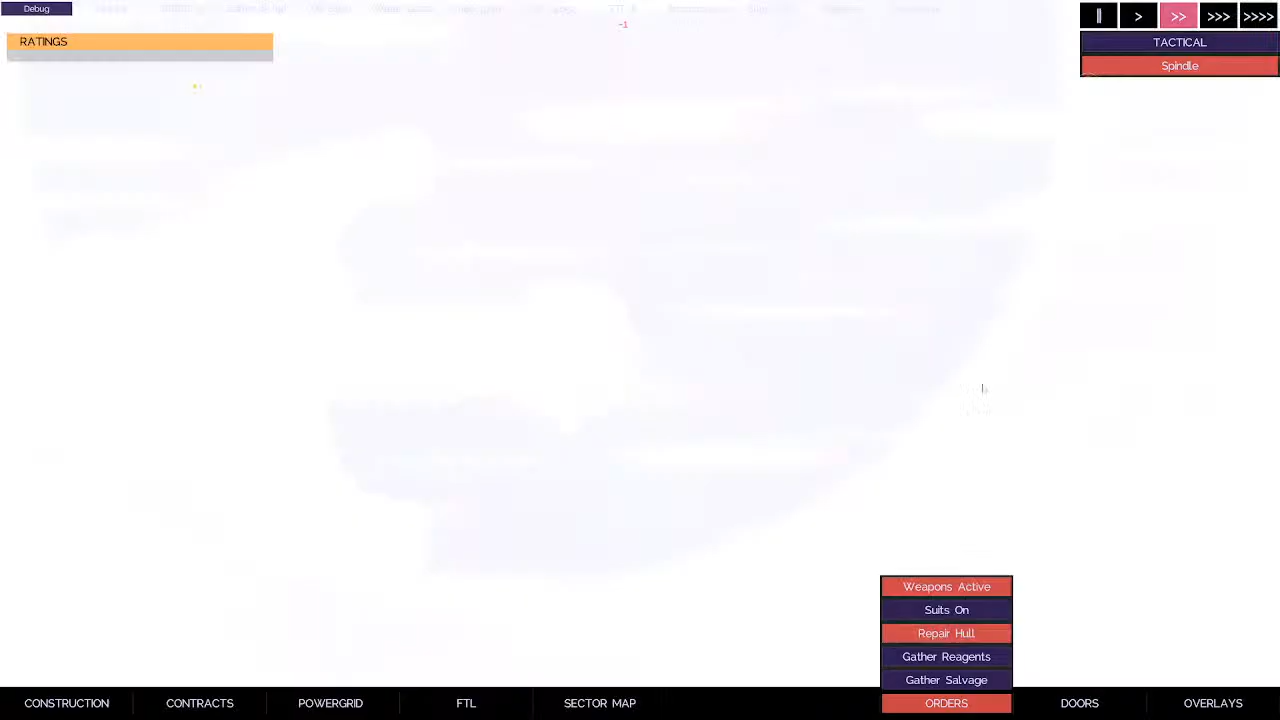 Debug
-1
|| > >> >>> >>>>
RATINGS
TACTICAL
Spindle
Weapons Active
Suits On
Repair Hull
Gather Reagents
Gather Salvage
CONSTRUCTION CONTRACTS POWERGRID FTL SECTOR MAP ORDERS DOORS OVERLAYS